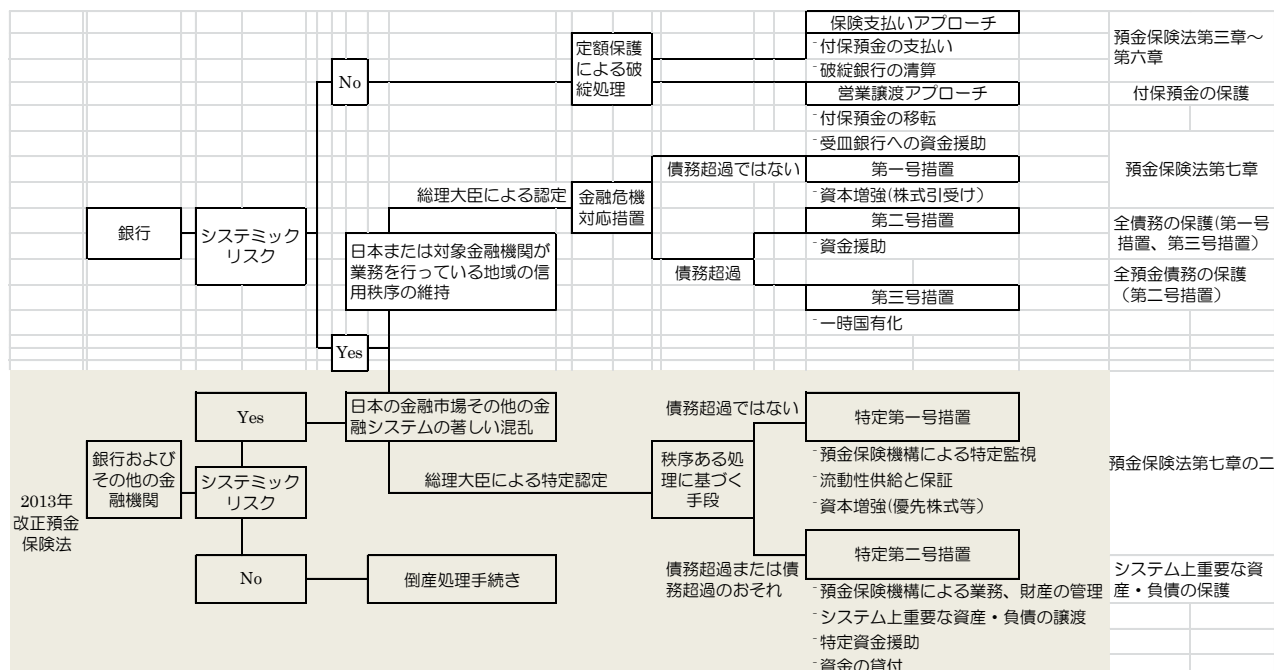 保険支払いアプローチ
-付保預金の支払い
-破綻銀行の清算
定額保護
による破
綻処理
預金保険法第三章～
第六章
No
営業譲渡アプローチ
付保預金の保護
-付保預金の移転
-受皿銀行への資金援助
債務超過ではない
第一号措置
預金保険法第七章
総理大臣による認定
金融危機
対応措置
-資本増強(株式引受け)
銀行
システミック
リスク
日本または対象金融機関が
業務を行っている地域の信
用秩序の維持
第二号措置
-資金援助
全債務の保護(第一号
措置、第三号措置)
債務超過
全預金債務の保護
(第二号措置)
第三号措置
-一時国有化
Yes
Yes
日本の金融市場その他の金
融システムの著しい混乱
債務超過ではない
特定第一号措置
-預金保険機構による特定監視
-流動性供給と保証
-資本増強(優先株式等)
銀行および
その他の金
融機関
システミック
リスク
総理大臣による特定認定
秩序ある処
理に基づく
手段
預金保険法第七章の二
2013年
改正預金
保険法
特定第二号措置
No
倒産処理手続き
債務超過または債
務超過のおそれ
システム上重要な資
産・負債の保護
-預金保険機構による業務、財産の管理
-システム上重要な資産・負債の譲渡
-特定資金援助
-資金の貸付